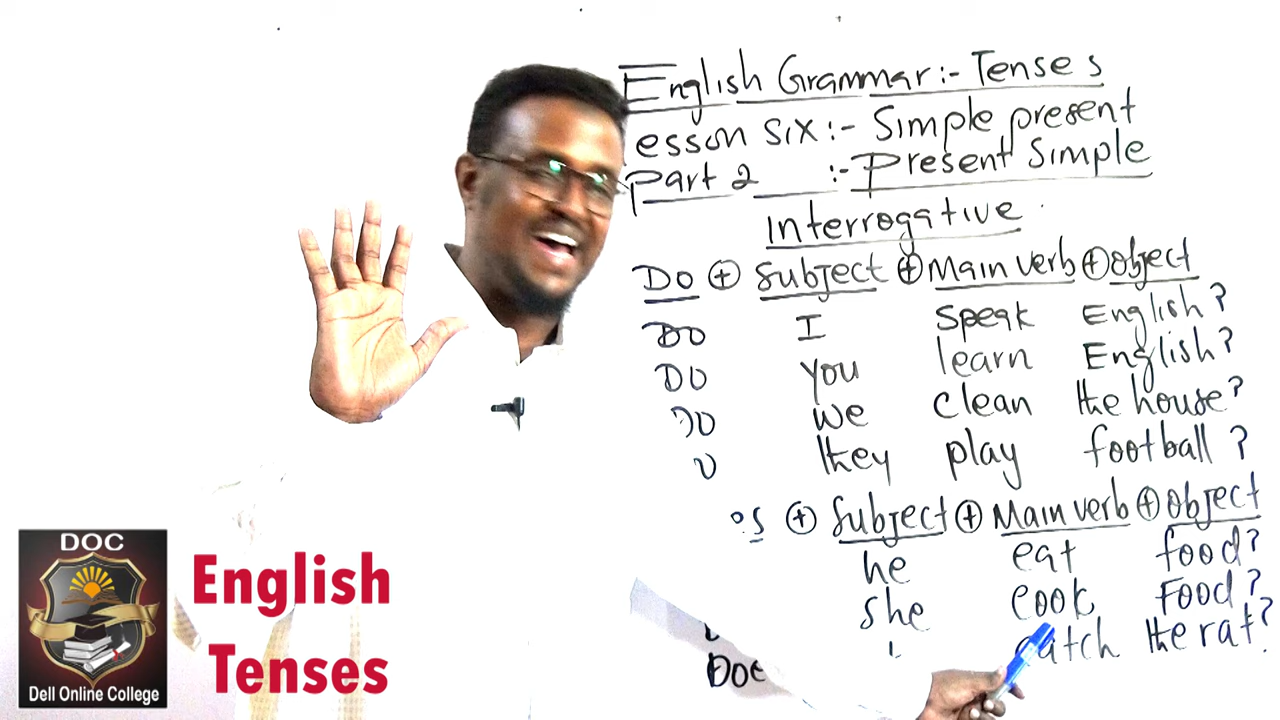 English Grammar:- Tenses
Lesson Six:- Simple present
Part 2 :- Present Simple
Interrogative
DO + Subject + Main verb + object
DO I speak English?
DO you learn English?
DO we clean the house?
they play football?
Subject + Main verb + object
he eat food?
she cook Food?
catch the rat?
DOC
Dell Online College
English
Tenses